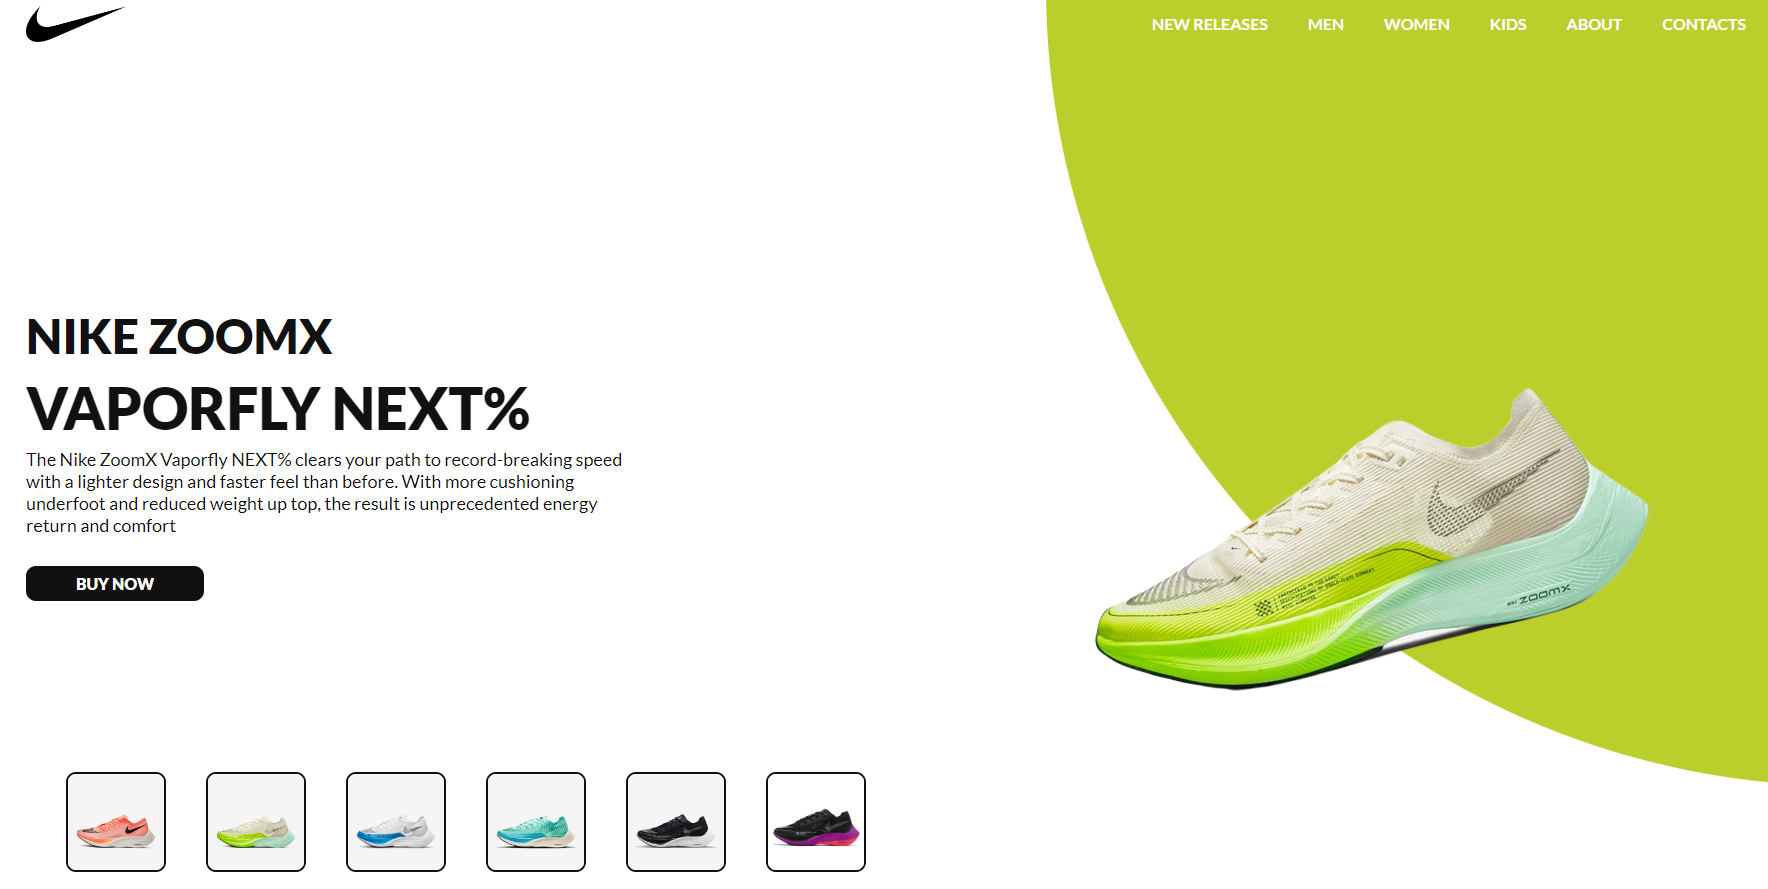 NEW RELEASES MEN WOMEN KIDS ABOUT CONTACTS
NIKE ZOOMX
VAPORFLY NEXT%
The Nike ZoomX Vaporfly NEXT% clears your path to record-breaking speed
with a lighter design and faster feel than before. With more cushioning
underfoot and reduced weight up top, the result is unprecedented energy
return and comfort
BUY NOW
ZOOMX